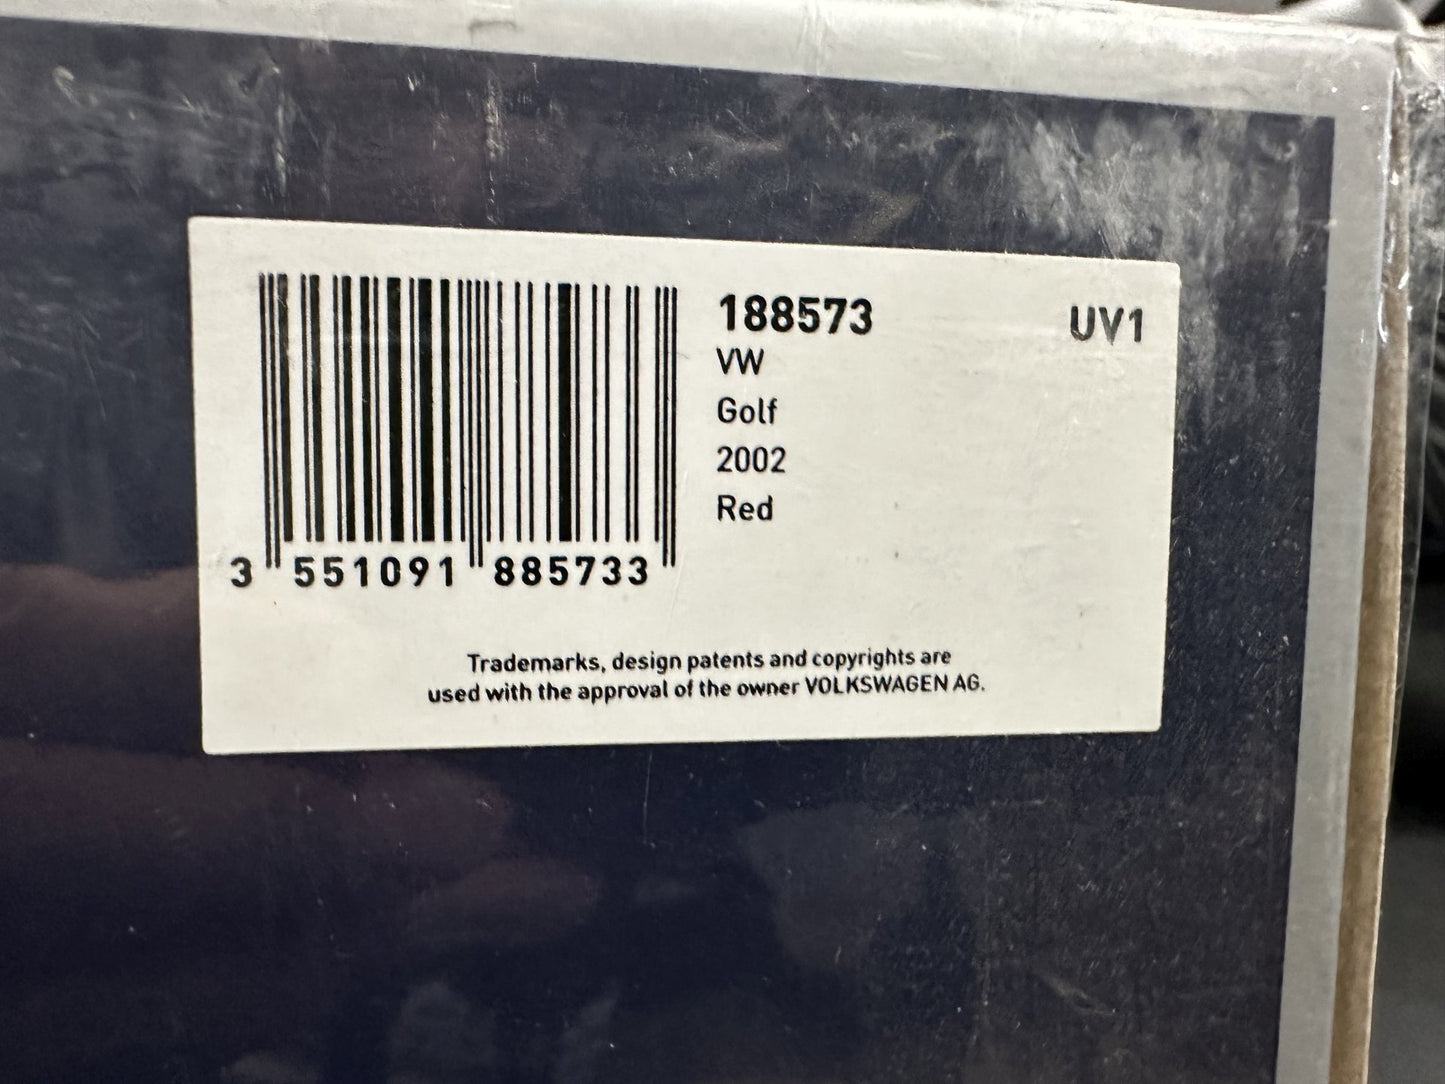 188573 UV1
VW
Golf
2002
Red
3 551091 885733
Trademarks, design patents and copyrights are
used with the approval of the owner VOLKSWAGEN AG.